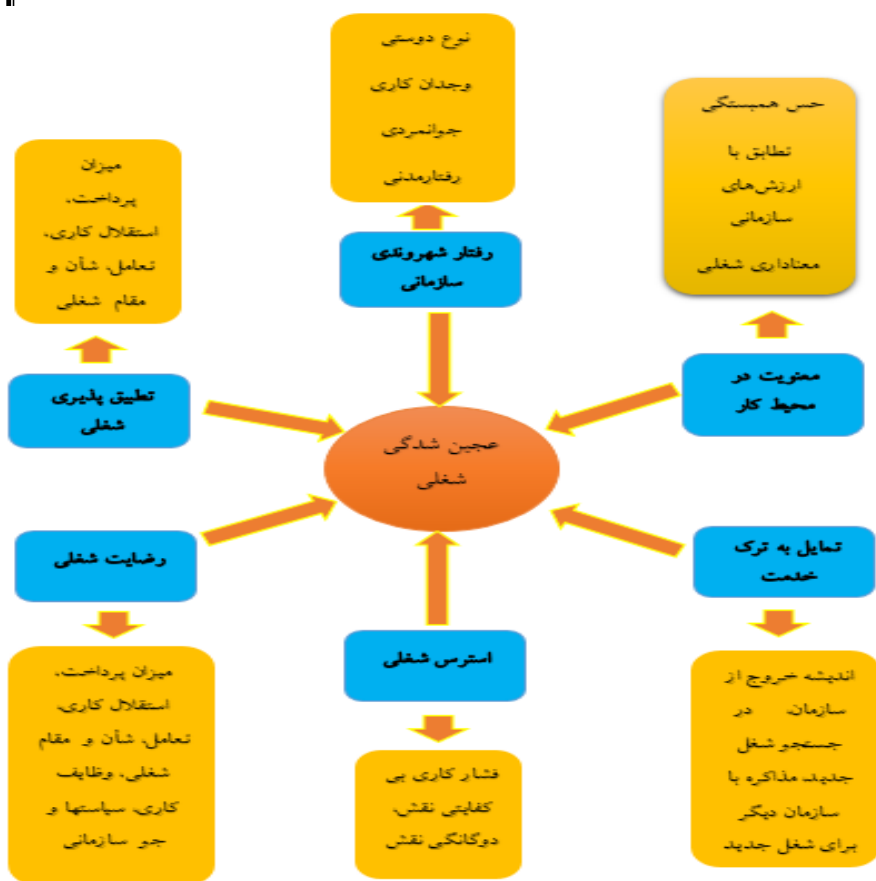 نوع دوستی
وجدان کاری
جوانمردی
رفتارمدنی
حس همبستگی
تطابق با
ارزش‌های
سازمانی
معناداری شغلی
میزان
پرداخت،
استقلال کاری،
تعامل، شأن و
مقام شغلی
رفتار شهروندی
سازمانی
معنویت در
محیط کار
تطبیق پذیری
شغلی
عجین شدگی
شغلی
تمایل به ترک
خدمت
رضایت شغلی
استرس شغلی
اندیشه خروج از
سازمان، در
جستجو شغل
جدید، مذاکره با
سازمان دیگر
برای شغل جدید
میزان پرداخت،
استقلال کاری،
تعامل، شأن و مقام
شغلی، وظایف
کاری، سیاستها و
جو سازمانی
فشار کاری بی
کفایتی نقش،
دوگانگی نقش